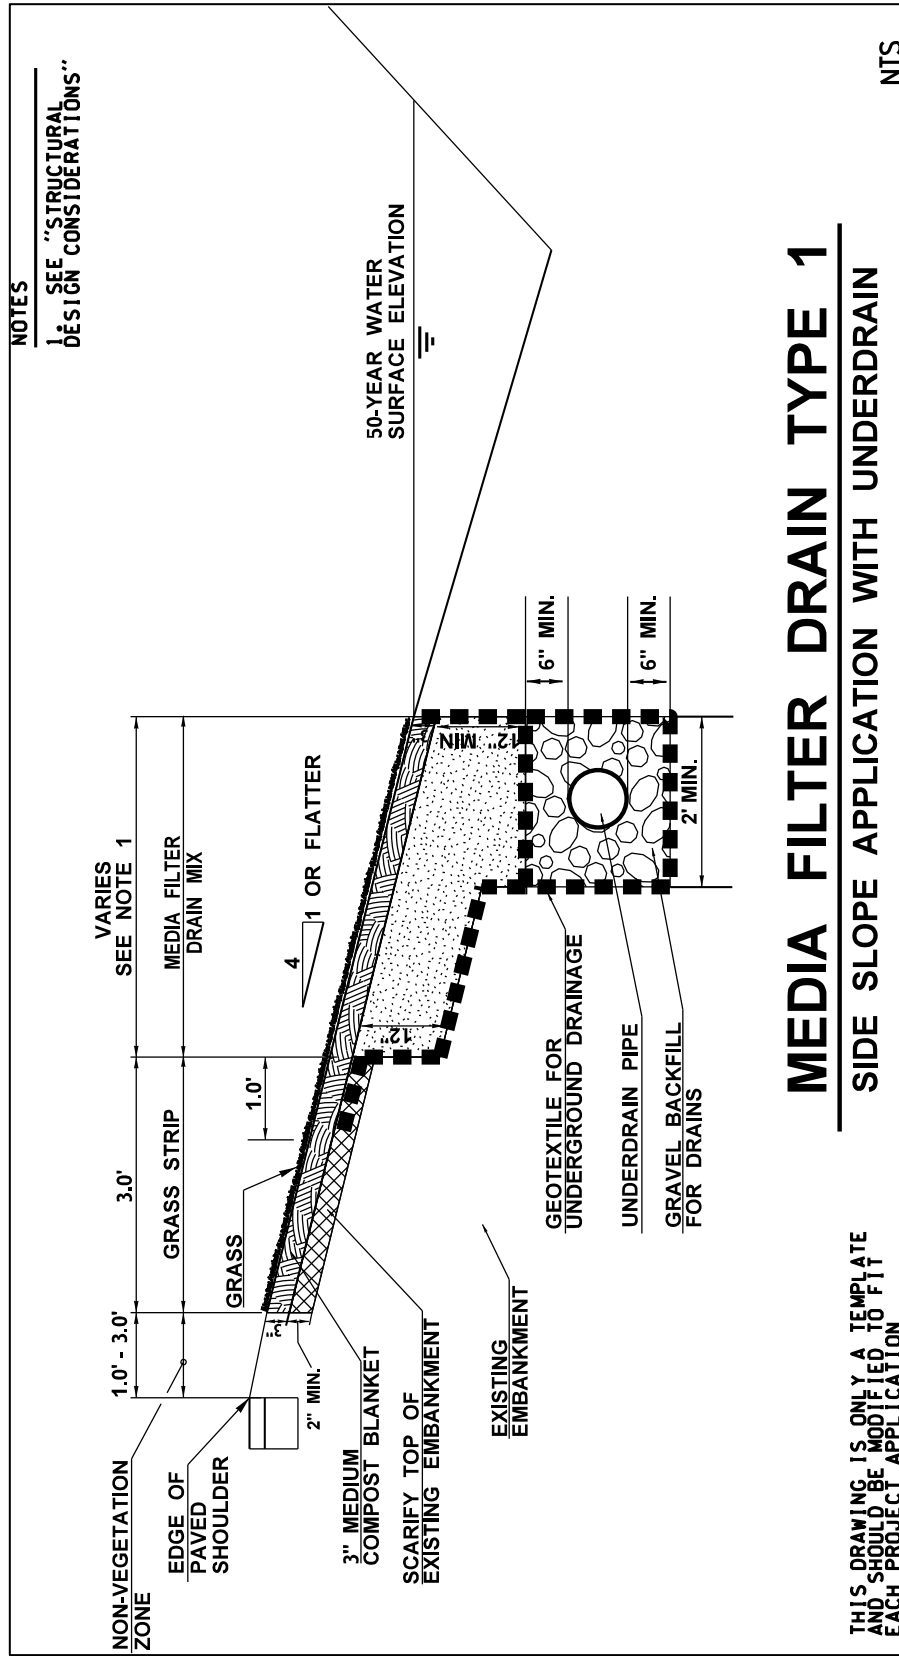 NOTES
1. SEE "STRUCTURAL
DESIGN CONSIDERATIONS"
NON-VEGETATION
ZONE
1.0' - 3.0'
3.0'
VARIES
SEE NOTE 1
GRASS STRIP
MEDIA FILTER
DRAIN MIX
EDGE OF
PAVED
SHOULDER
GRASS
1.0'
4
1 OR FLATTER
50-YEAR WATER
SURFACE ELEVATION
3"
2" MIN.
12"
3"
12" MIN
3" MEDIUM
COMPOST BLANKET
SCARIFY TOP OF
EXISTING EMBANKMENT
EXISTING
EMBANKMENT
GEOTEXTILE FOR
UNDERGROUND DRAINAGE
UNDERDRAIN PIPE
GRAVEL BACKFILL
FOR DRAINS
6" MIN.
6" MIN.
2' MIN.
MEDIA FILTER DRAIN TYPE 1
SIDE SLOPE APPLICATION WITH UNDERDRAIN
THIS DRAWING IS ONLY A TEMPLATE
AND SHOULD BE MODIFIED TO FIT
EACH PROJECT APPLICATION
NTS